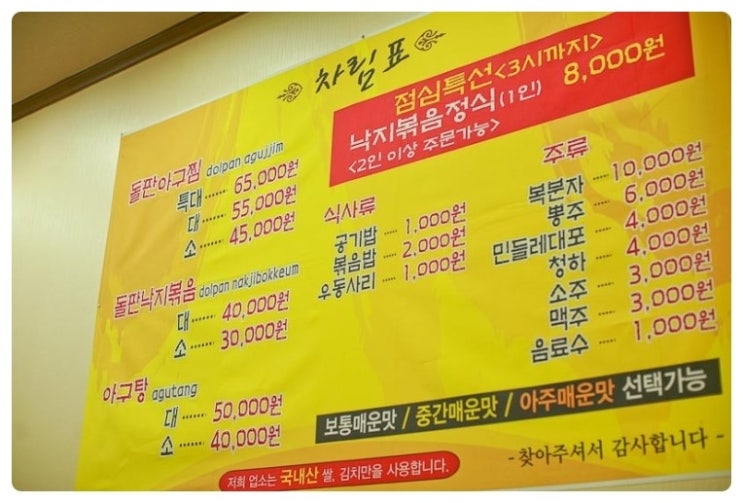 차림표
점심특선<3시까지>
낙지볶음정식(1인) 8,000원
<2인 이상 주문가능>
돌판아구찜 dolpan agujjim
특대 ······ 65,000원
대 ······ 55,000원
소 ······ 45,000원
돌판낙지볶음 dolpan nakjibokkeum
대 ······ 40,000원
소 ······ 30,000원
아구탕 agutang
대 ······ 50,000원
소 ······ 40,000원
식사류
공기밥 ···· 1,000원
볶음밥 ···· 2,000원
우동사리 ···· 1,000원
주류
복분자 ···· 10,000원
뽕주 ······ 6,000원
민들레대포 ···· 4,000원
청하 ······ 4,000원
소주 ······ 3,000원
맥주 ······ 3,000원
음료수 ······ 1,000원
보통매운맛 / 중간매운맛 / 아주매운맛 선택가능
저희 업소는 국내산 쌀, 김치만을 사용합니다.
- 찾아주셔서 감사합니다 -